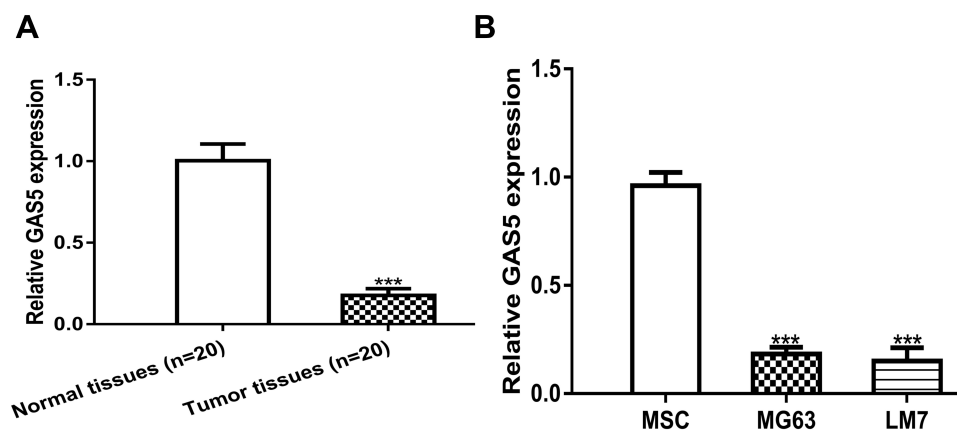 A
Relative GAS5 expression
1.5
1.0
0.5
0.0
***
Normal tissues (n=20)
Tumor tissues (n=20)
B
Relative GAS5 expression
1.5
1.0
0.5
0.0
***
***
MSC
MG63
LM7